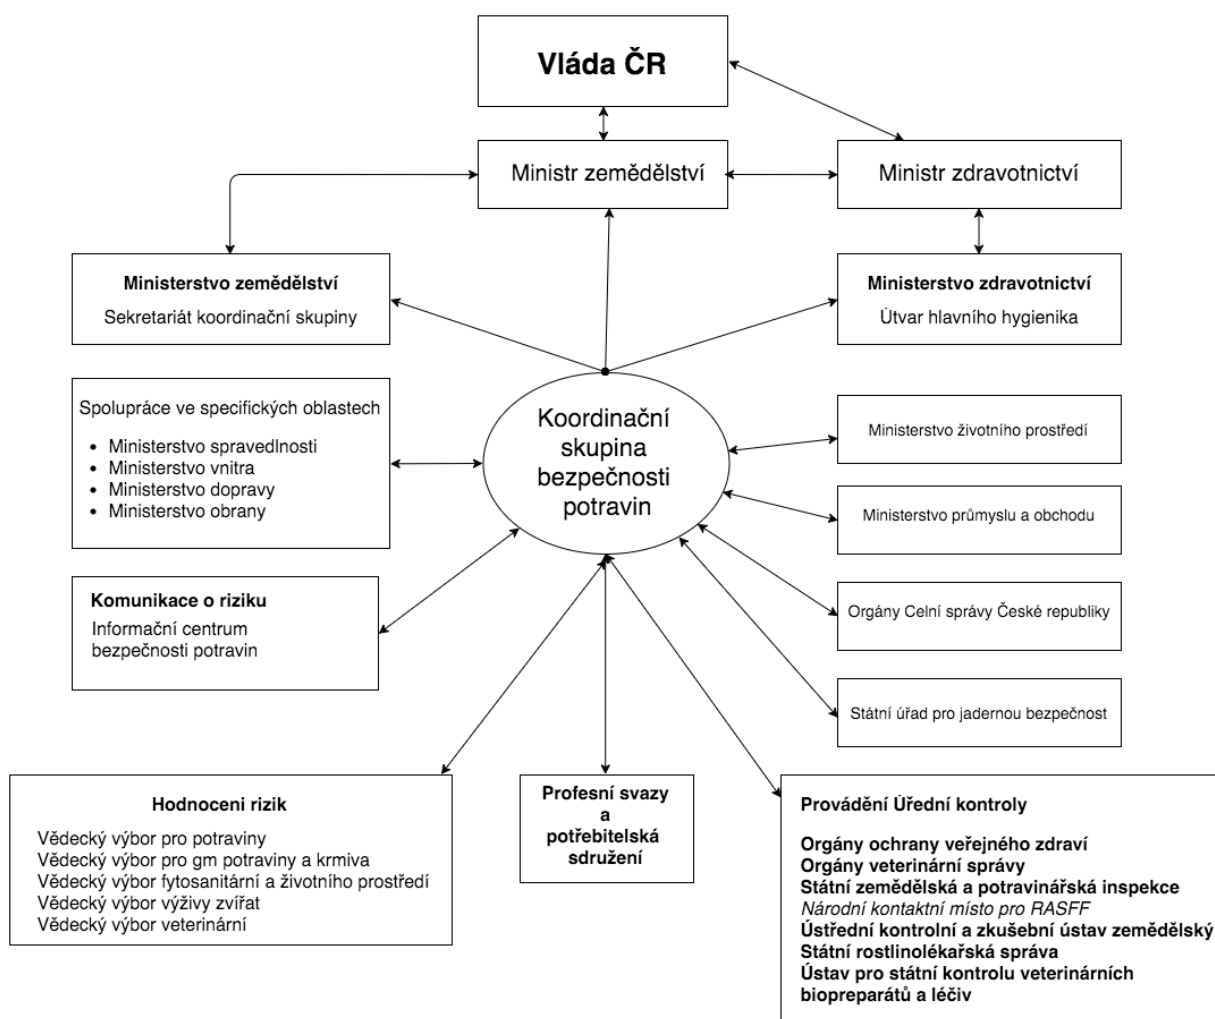 Vláda ČR
Ministr zemědělství
Ministr zdravotnictví
Ministerstvo zemědělství
Sekretariát koordinační skupiny
Ministerstvo zdravotnictví
Útvar hlavního hygienika
Spolupráce ve specifických oblastech
• Ministerstvo spravedlnosti
• Ministerstvo vnitra
• Ministerstvo dopravy
• Ministerstvo obrany
Koordinační
skupina
bezpečnosti
potravin
Ministerstvo životního prostředí
Ministerstvo průmyslu a obchodu
Komunikace o riziku
Informační centrum
bezpečnosti potravin
Orgány Celní správy České republiky
Státní úřad pro jadernou bezpečnost
Hodnoceni rizik
Vědecký výbor pro potraviny
Vědecký výbor pro gm potraviny a krmiva
Vědecký výbor fytosanitární a životního prostředí
Vědecký výbor výživy zvířat
Vědecký výbor veterinární
Profesní svazy
a
potřebitelská
sdružení
Provádění Úřední kontroly
Orgány ochrany veřejného zdraví
Orgány veterinární správy
Státní zemědělská a potravinářská inspekce
Národní kontaktní místo pro RASFF
Ústřední kontrolní a zkušební ústav zemědělský
Státní rostlinolékařská správa
Ústav pro státní kontrolu veterinárních
biopreparátů a léčiv